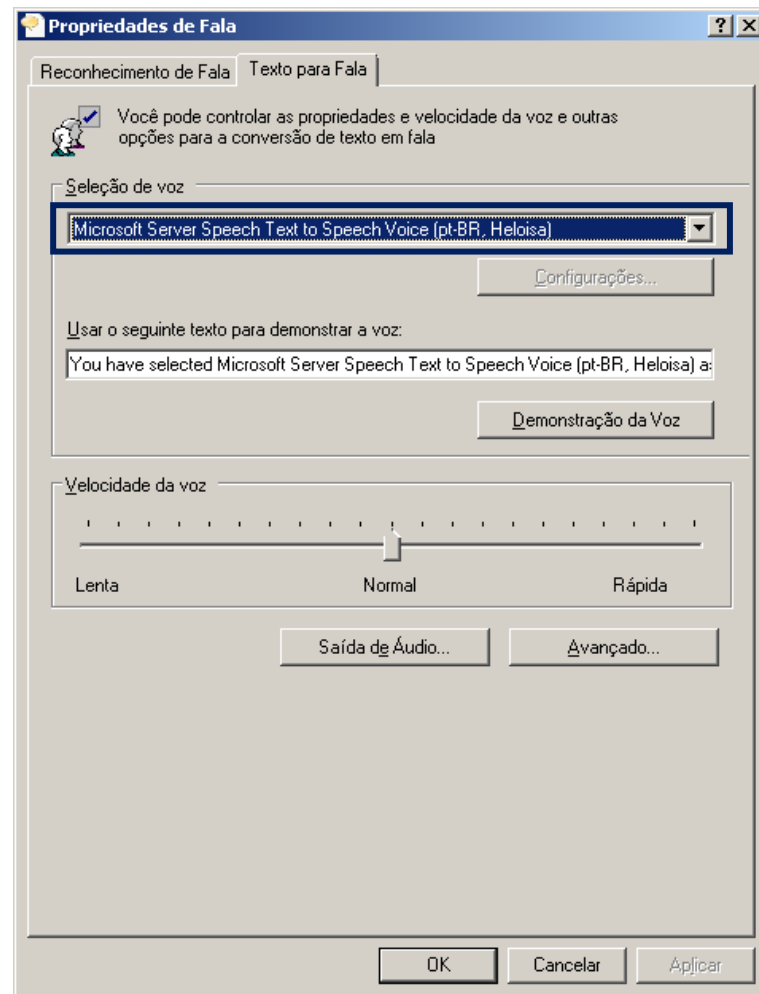 Propriedades de Fala
Reconhecimento de Fala
Texto para Fala
Você pode controlar as propriedades e velocidade da voz e outras
opções para a conversão de texto em fala
Seleção de voz
Microsoft Server Speech Text to Speech Voice (pt-BR, Heloisa)
Configurações...
Usar o seguinte texto para demonstrar a voz:
You have selected Microsoft Server Speech Text to Speech Voice (pt-BR, Heloisa) a
Demonstração da Voz
Velocidade da voz
Lenta Normal Rápida
Saída de Áudio... Avançado...
OK Cancelar Aplicar